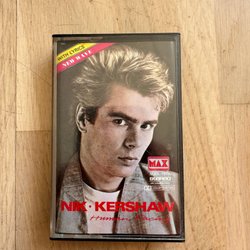 WITH LYRICS
NEW WAVE
MAX
NIK·KERSHAW
Human Racing